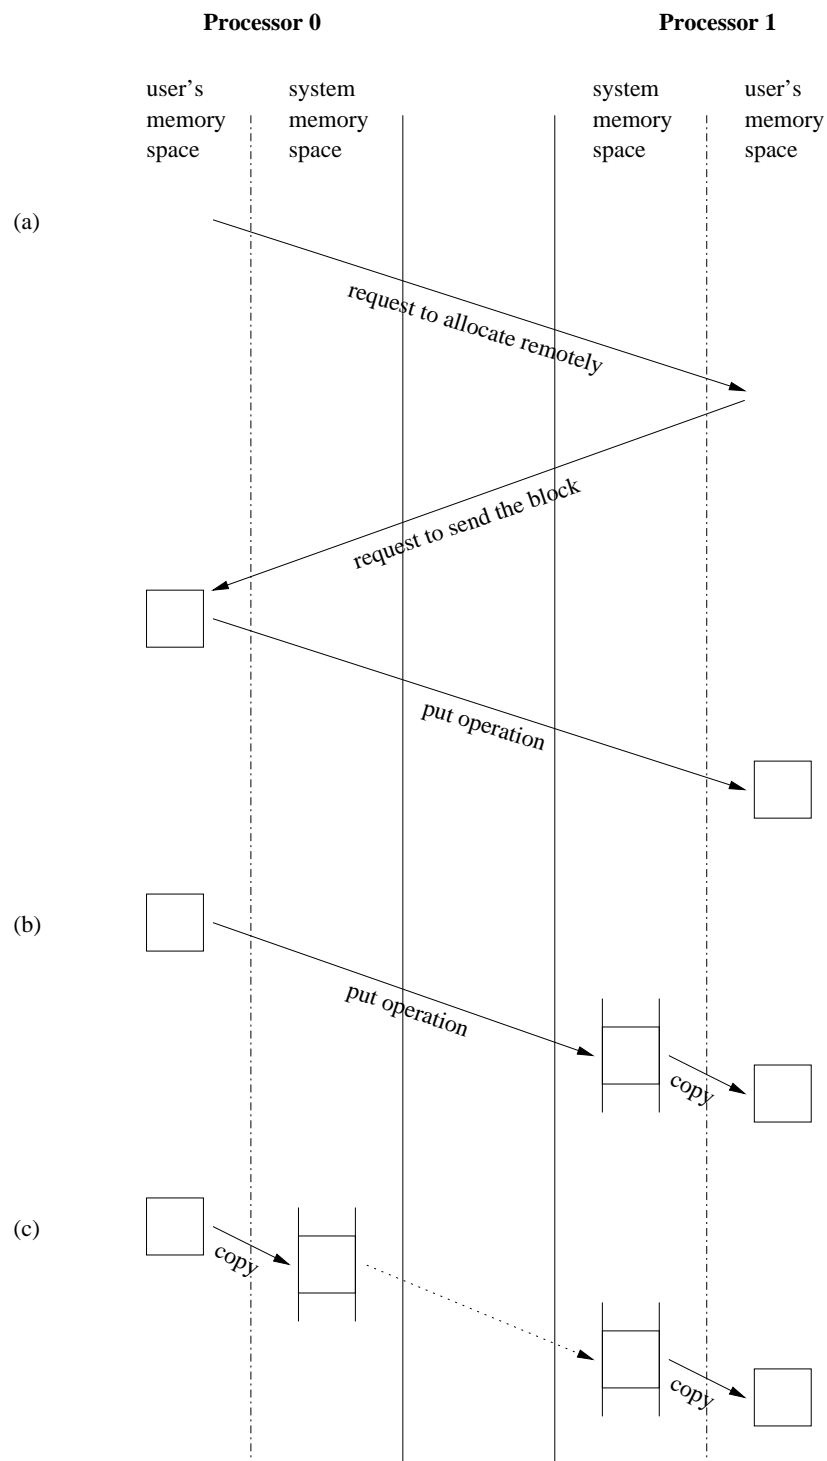 Processor 0
Processor 1
user's
memory
space
system
memory
space
system
memory
space
user's
memory
space
(a)
request to allocate remotely
request to send the block
put operation
(b)
put operation
copy
(c)
copy
copy